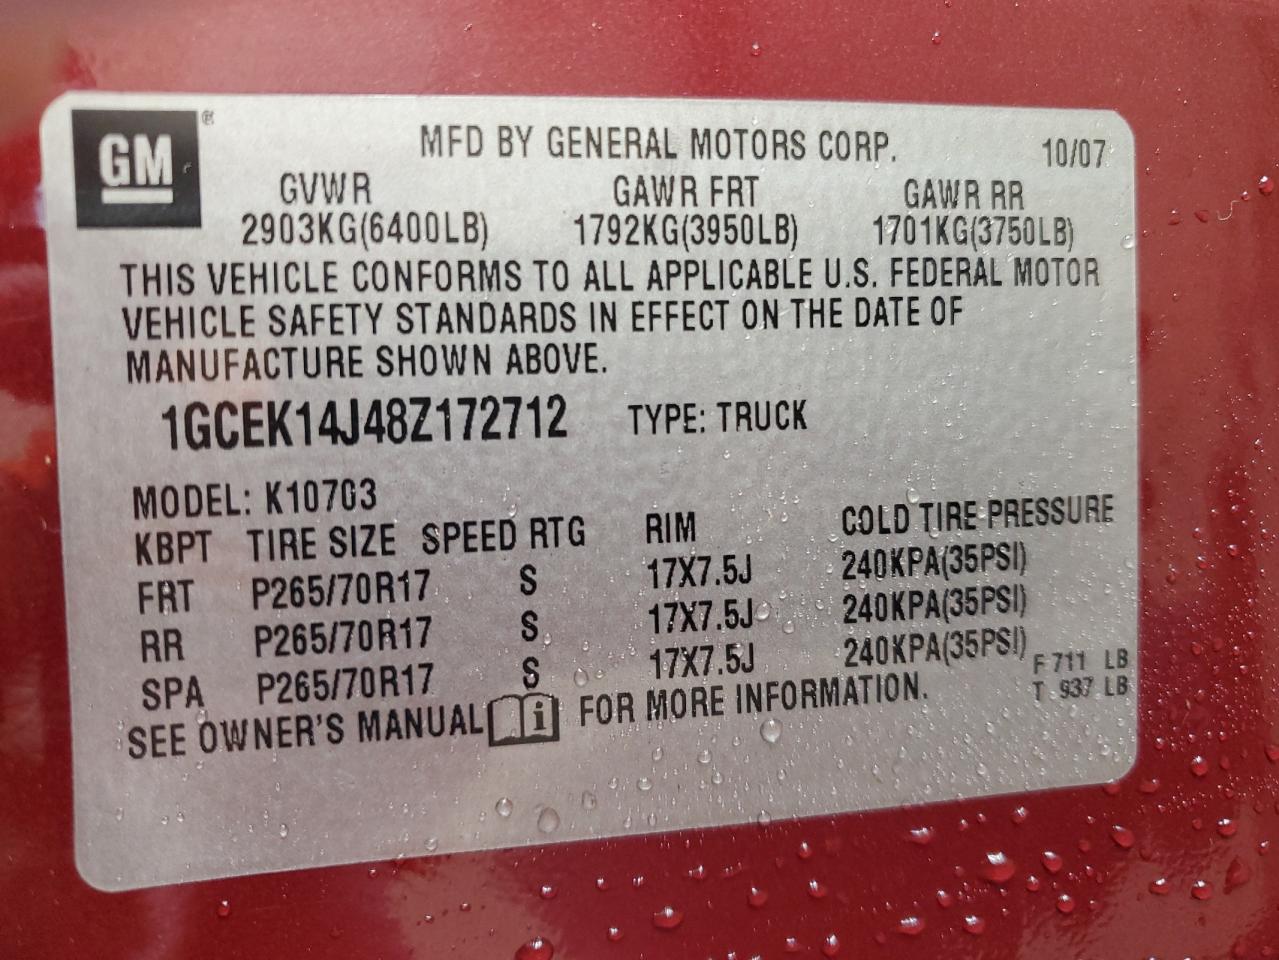 GM ®
MFD BY GENERAL MOTORS CORP. 10/07
GVWR GAWR FRT GAWR RR
2903KG(6400LB) 1792KG(3950LB) 1701KG(3750LB)
THIS VEHICLE CONFORMS TO ALL APPLICABLE U.S. FEDERAL MOTOR
VEHICLE SAFETY STANDARDS IN EFFECT ON THE DATE OF
MANUFACTURE SHOWN ABOVE.
1GCEK14J48Z172712 TYPE: TRUCK
MODEL: K10703
KBPT TIRE SIZE SPEED RTG RIM COLD TIRE PRESSURE
FRT P265/70R17 S 17X7.5J 240KPA(35PSI)
RR P265/70R17 S 17X7.5J 240KPA(35PSI)
SPA P265/70R17 S 17X7.5J 240KPA(35PSI)
F 711 LB
T 937 LB
SEE OWNER'S MANUAL i FOR MORE INFORMATION.